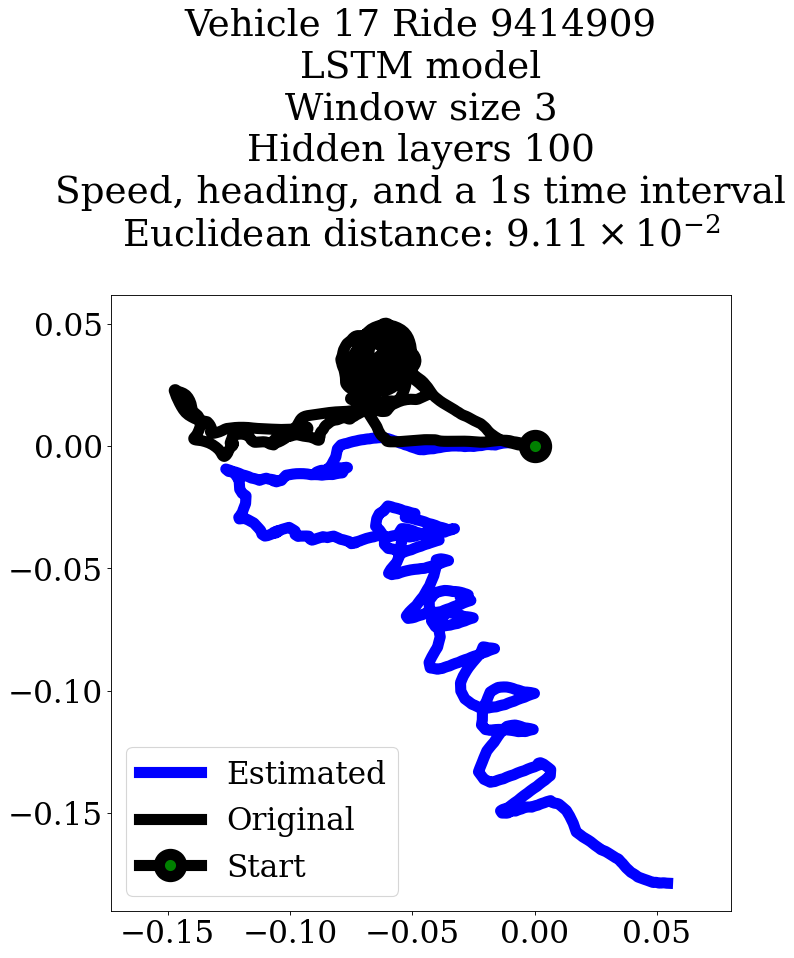 Vehicle 17 Ride 9414909
LSTM model
Window size 3
Hidden layers 100
Speed, heading, and a 1s time interval
Euclidean distance: 9.11 × 10⁻²
0.05
0.00
−0.05
−0.10
−0.15
Estimated
Original
Start
−0.15 −0.10 −0.05 0.00 0.05